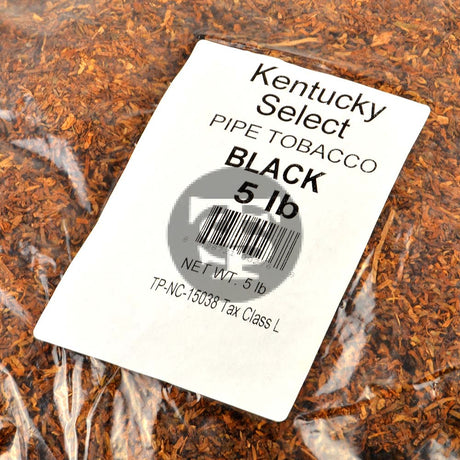 Kentucky
Select
PIPE TOBACCO
BLACK
5 lb
NET WT. 5 lb
TP-NC-15038 Tax Class L